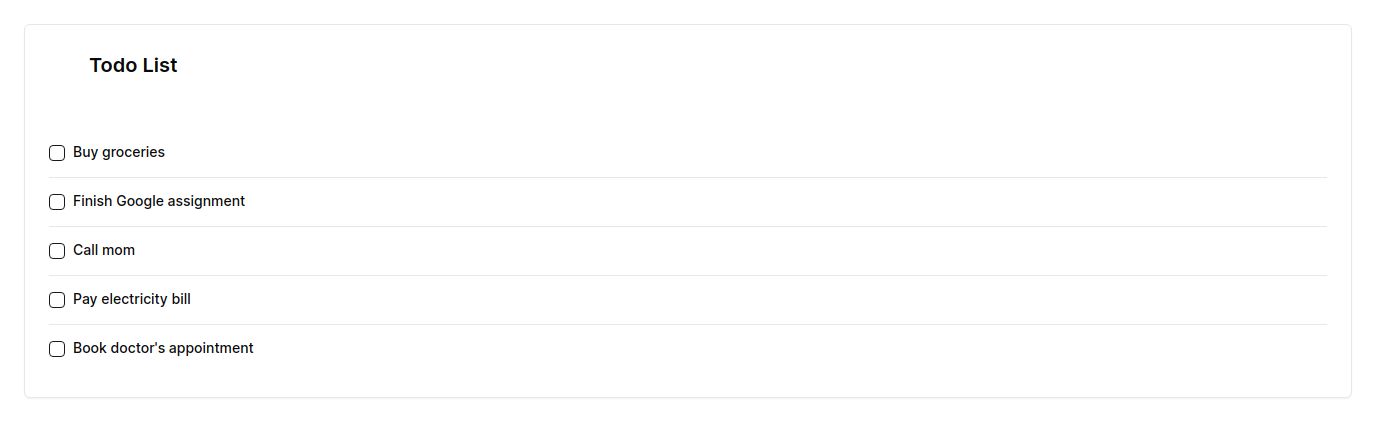 Todo List
Buy groceries
Finish Google assignment
Call mom
Pay electricity bill
Book doctor's appointment